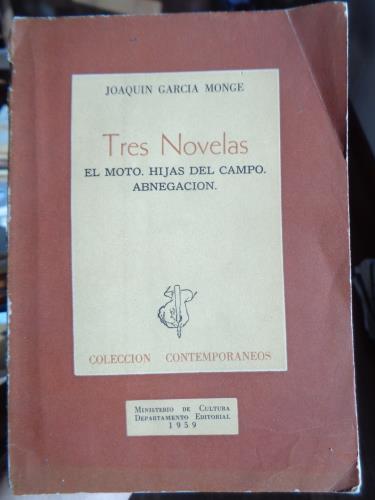 JOAQUIN GARCIA MONGE
Tres Novelas
EL MOTO. HIJAS DEL CAMPO.
ABNEGACION.
COLECCION CONTEMPORANEOS
MINISTERIO DE CULTURA
DEPARTAMENTO EDITORIAL
1959